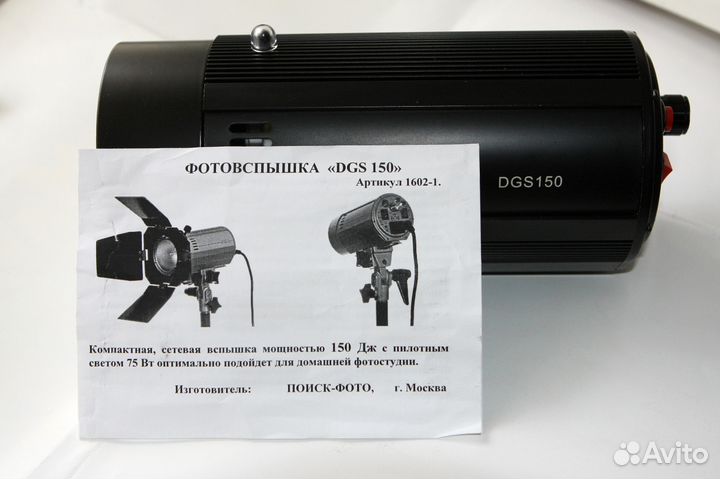 ФОТОВСПЫШКА «DGS 150»
Артикул 1602-1.
DGS150
Компактная, сетевая вспышка мощностью 150 Дж с пилотным
светом 75 Вт оптимально подойдет для домашней фотостудии.
Изготовитель: ПОИСК-ФОТО, г. Москва
Avito